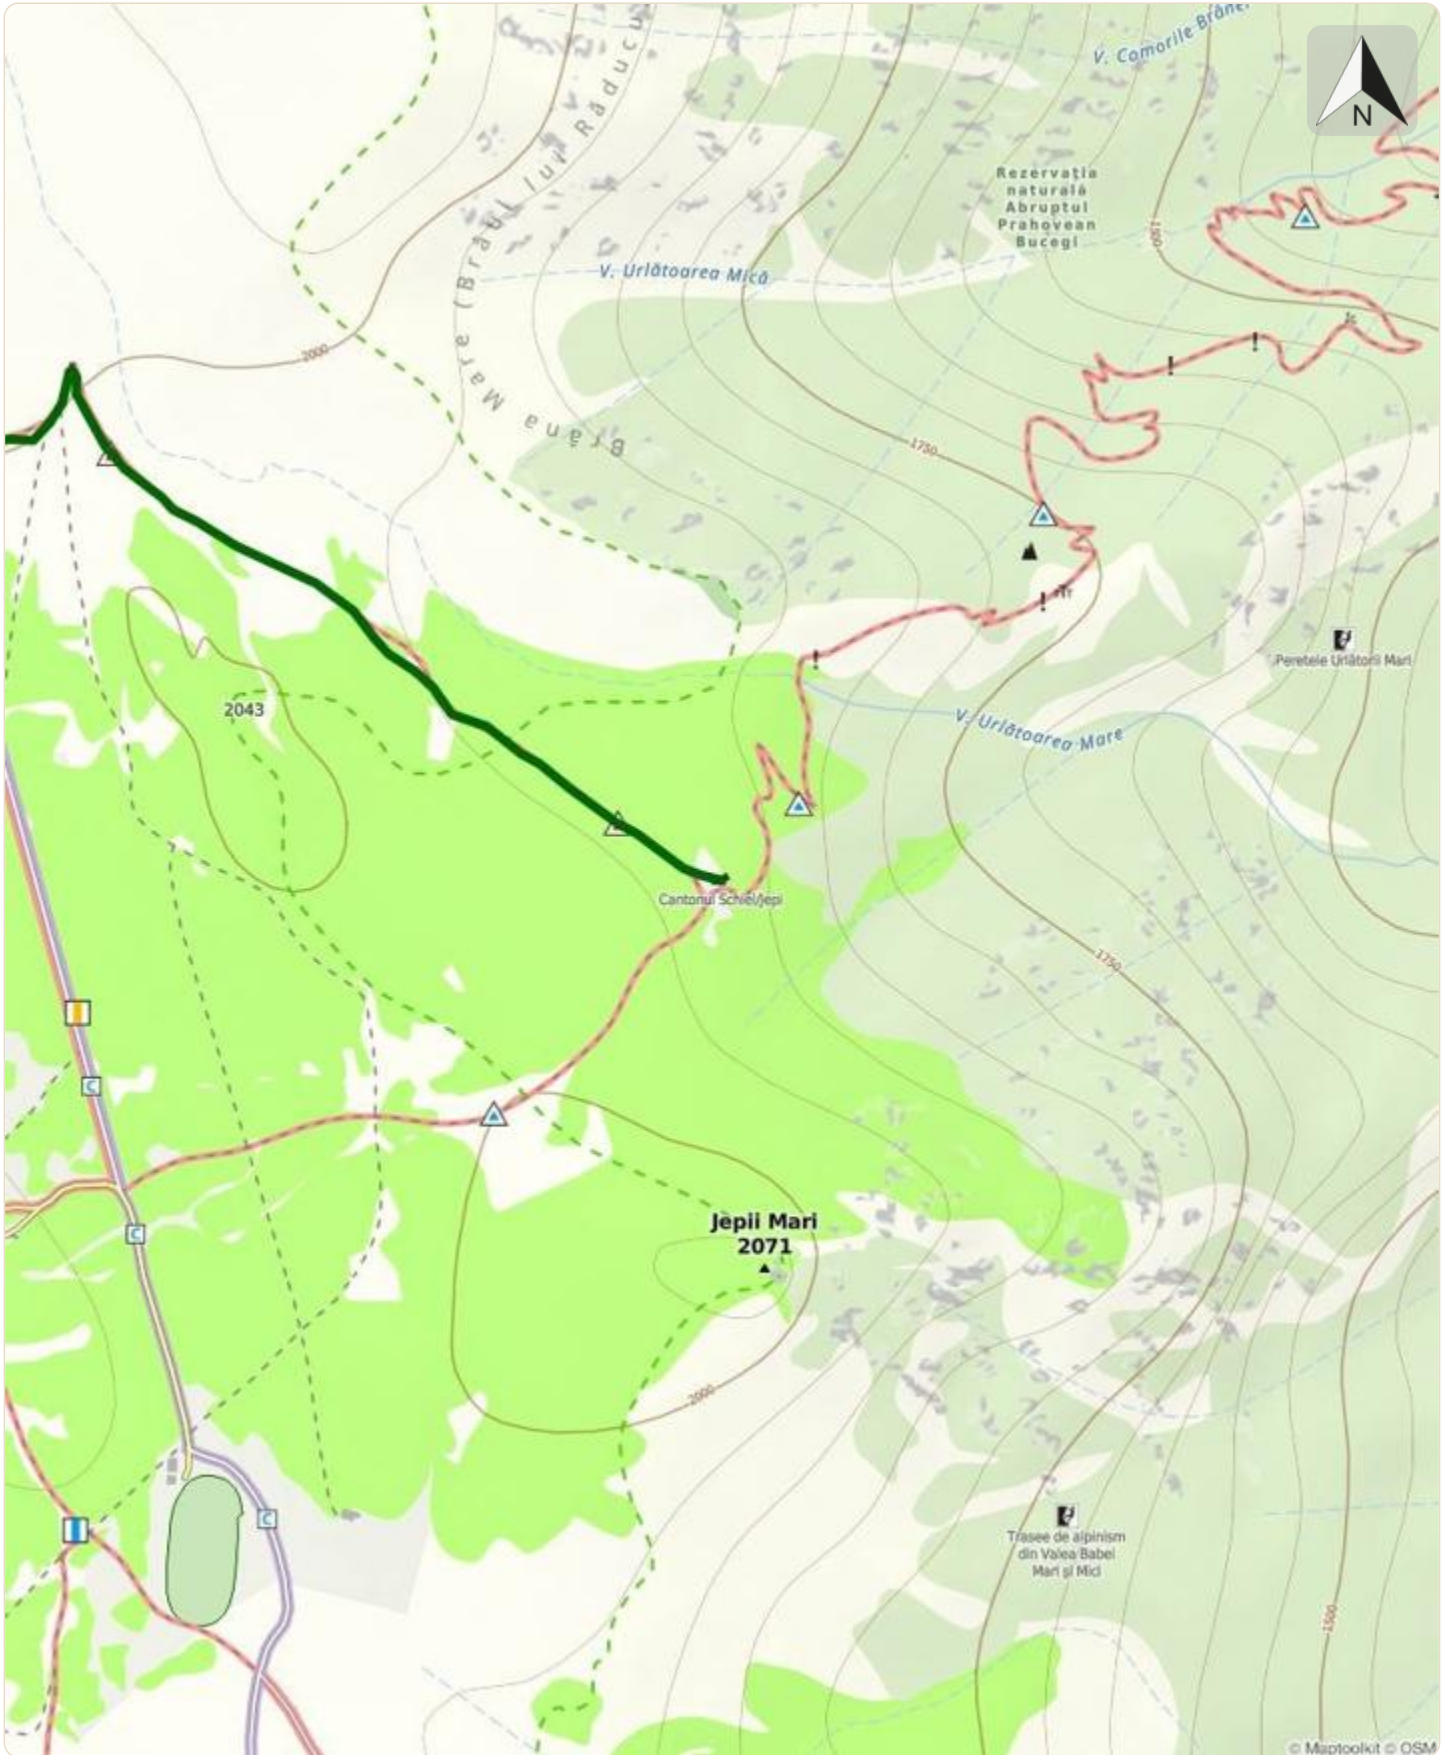 V. Comorile Brânei
N
Brâna Mare (Brâul lui Răducu
Rezervația
naturală
Abruptul
Prahovean
Bucegi
1500
V. Urlătoarea Mică
2000
1750
!
!
!
!
Peretele Urlătorii Mari
2043
V. Urlătoarea Mare
Cantonul Schiel/Jepi
1750
C
C
Jepii Mari
2071
2000
C
Trasee de alpinism
din Valea Babei
Mari și Mici
1500
© Maptoolkit © OSM